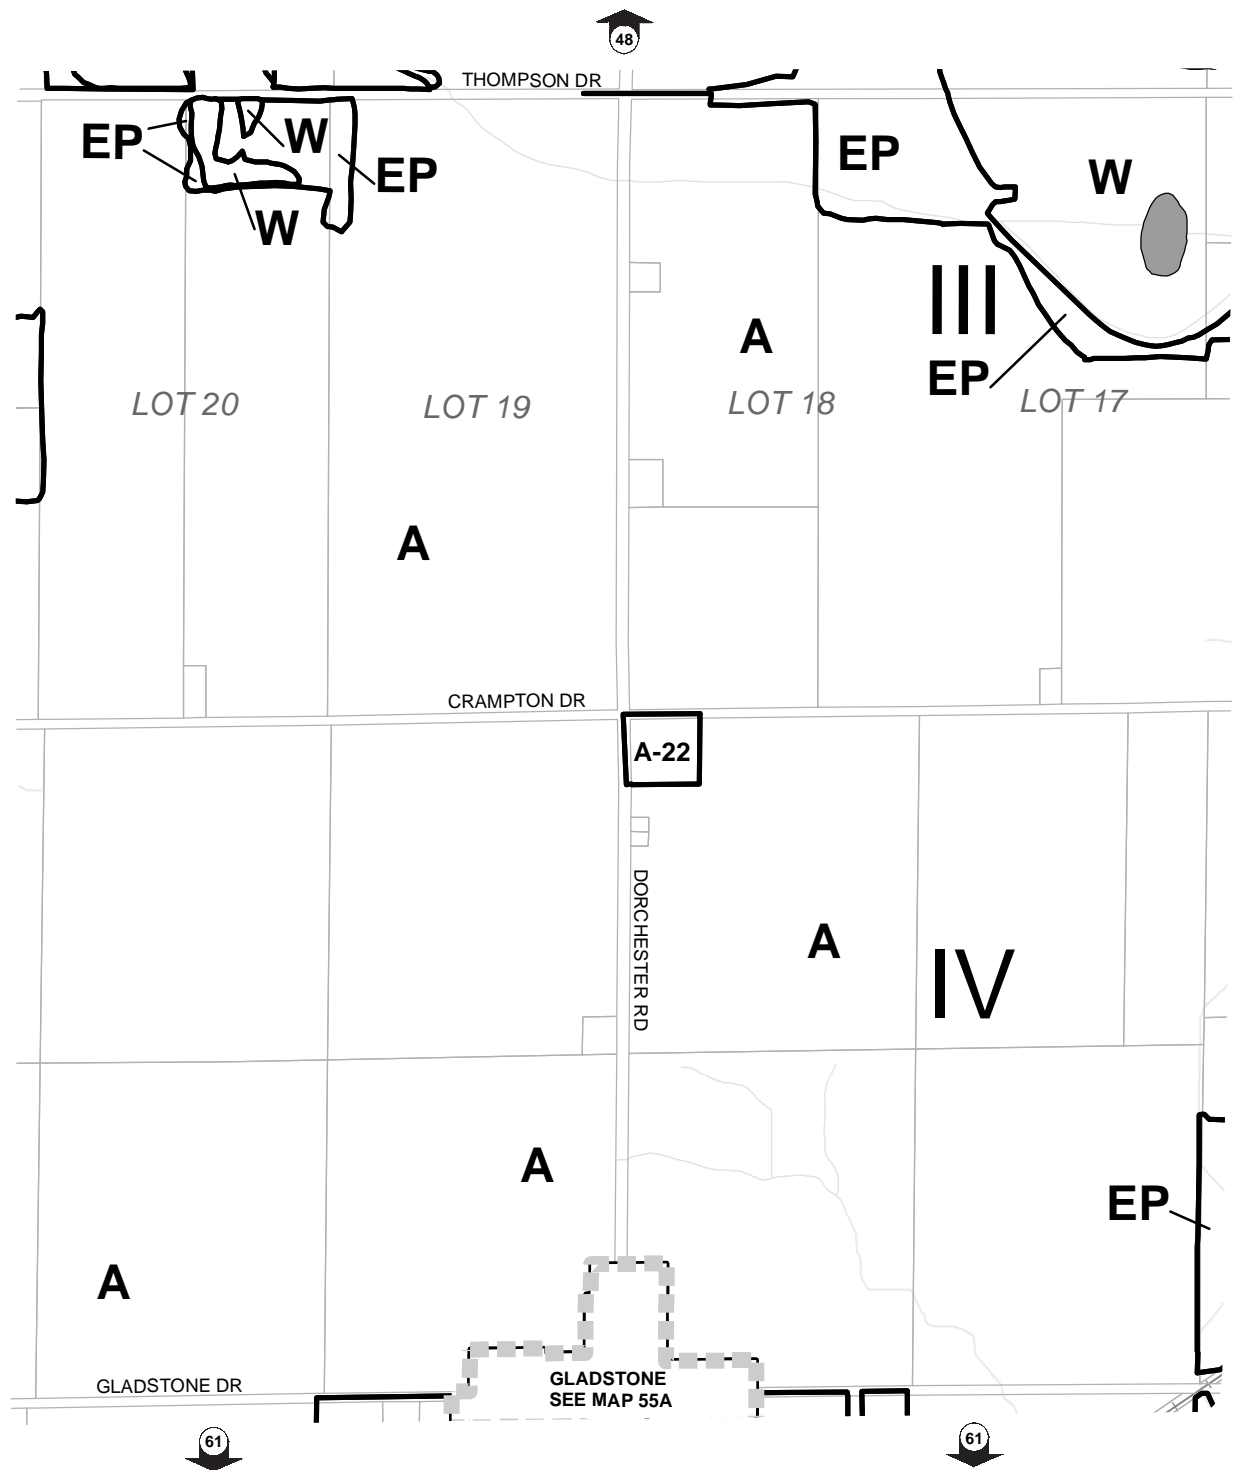 48
THOMPSON DR
EP
W
EP
W
EP
W
III
A
EP
LOT 20
LOT 19
LOT 18
LOT 17
A
CRAMPTON DR
A-22
DORCHESTER RD
A
IV
A
EP
A
GLADSTONE DR
GLADSTONE
SEE MAP 55A
61
61